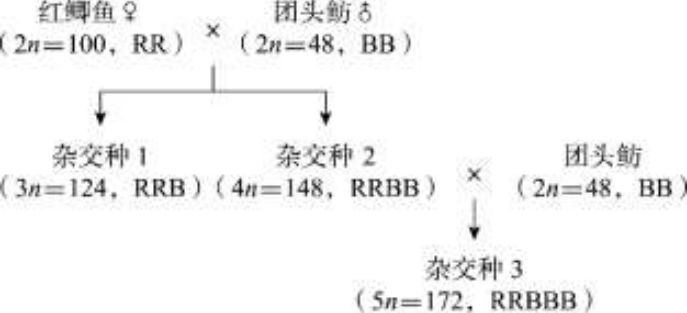 红鲫鱼♀ × 团头鲂♂
(2n=100, RR) (2n=48, BB)
杂交种1 杂交种2 × 团头鲂
(3n=124, RRB)(4n=148, RRBB) (2n=48, BB)
杂交种3
(5n=172, RRBBB)